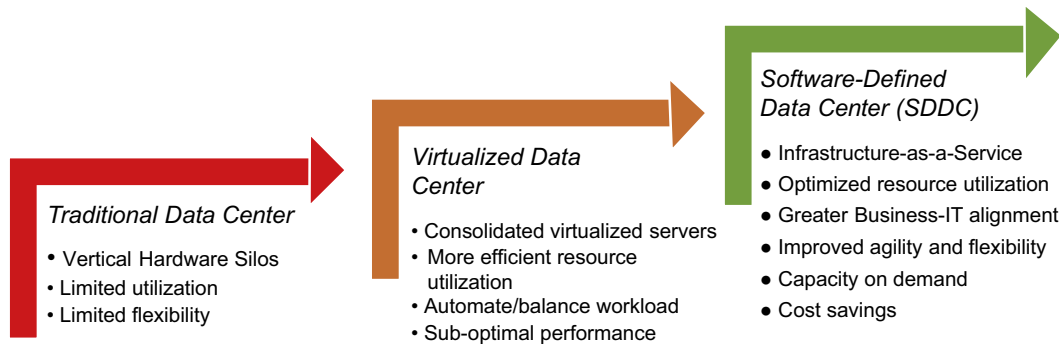 Traditional Data Center
• Vertical Hardware Silos
• Limited utilization
• Limited flexibility
Virtualized Data
Center
• Consolidated virtualized servers
• More efficient resource
utilization
• Automate/balance workload
• Sub-optimal performance
Software-Defined
Data Center (SDDC)
● Infrastructure-as-a-Service
● Optimized resource utilization
● Greater Business-IT alignment
● Improved agility and flexibility
● Capacity on demand
● Cost savings